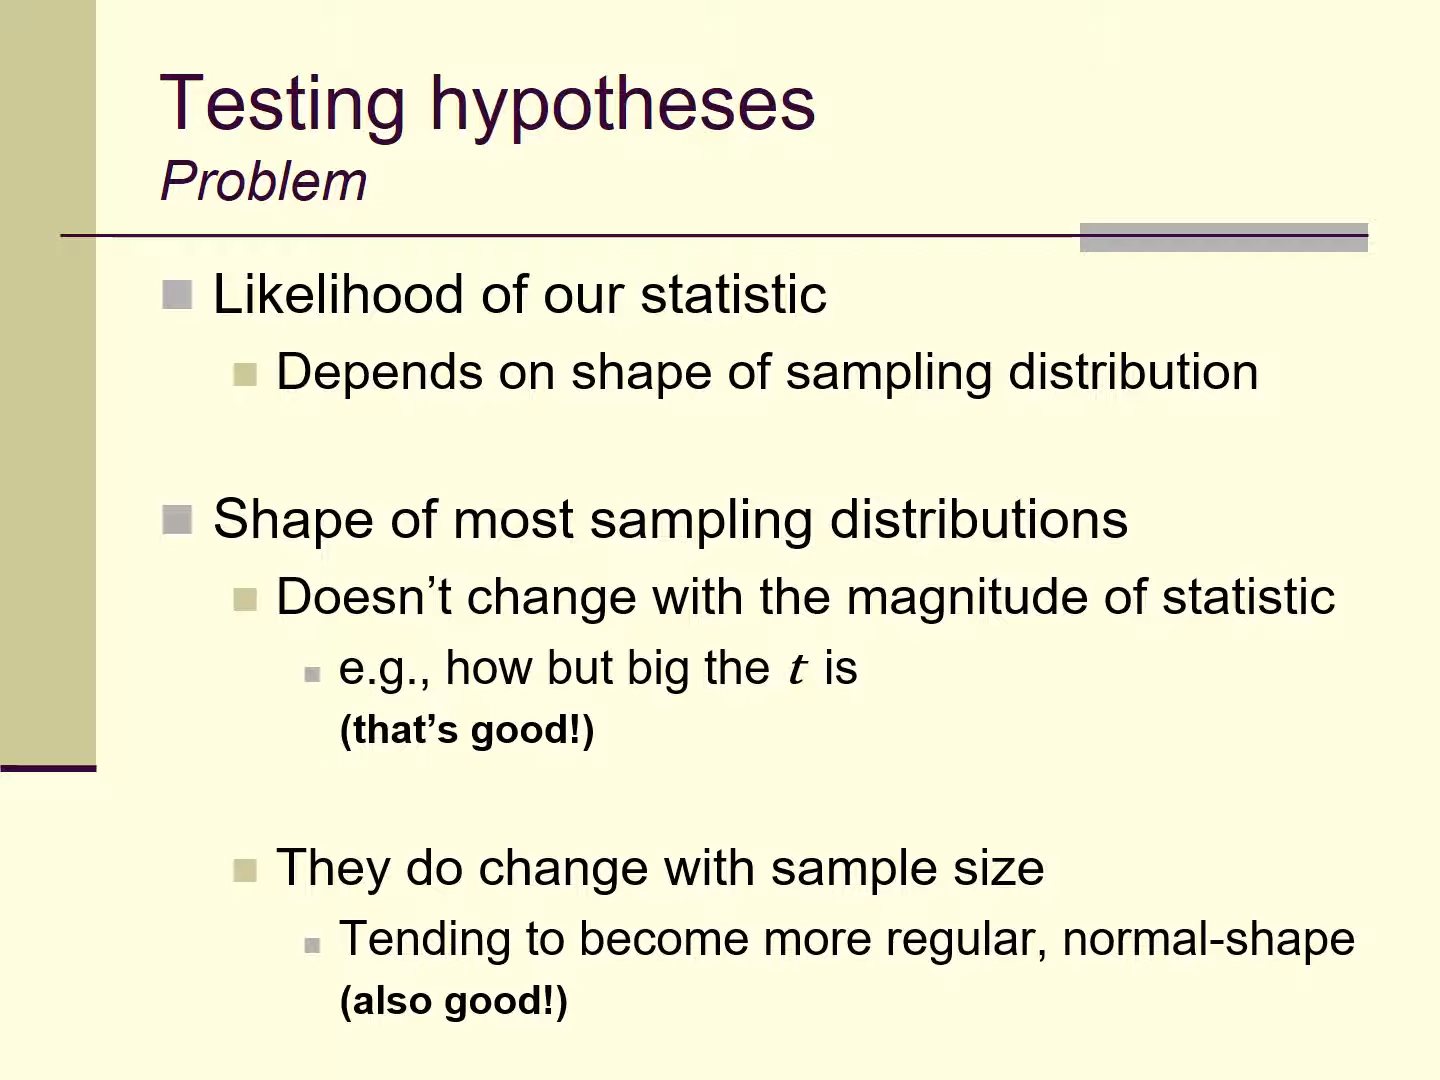 Testing hypotheses
Problem
Likelihood of our statistic
Depends on shape of sampling distribution
Shape of most sampling distributions
Doesn’t change with the magnitude of statistic
e.g., how but big the t is
(that’s good!)
They do change with sample size
Tending to become more regular, normal-shape
(also good!)